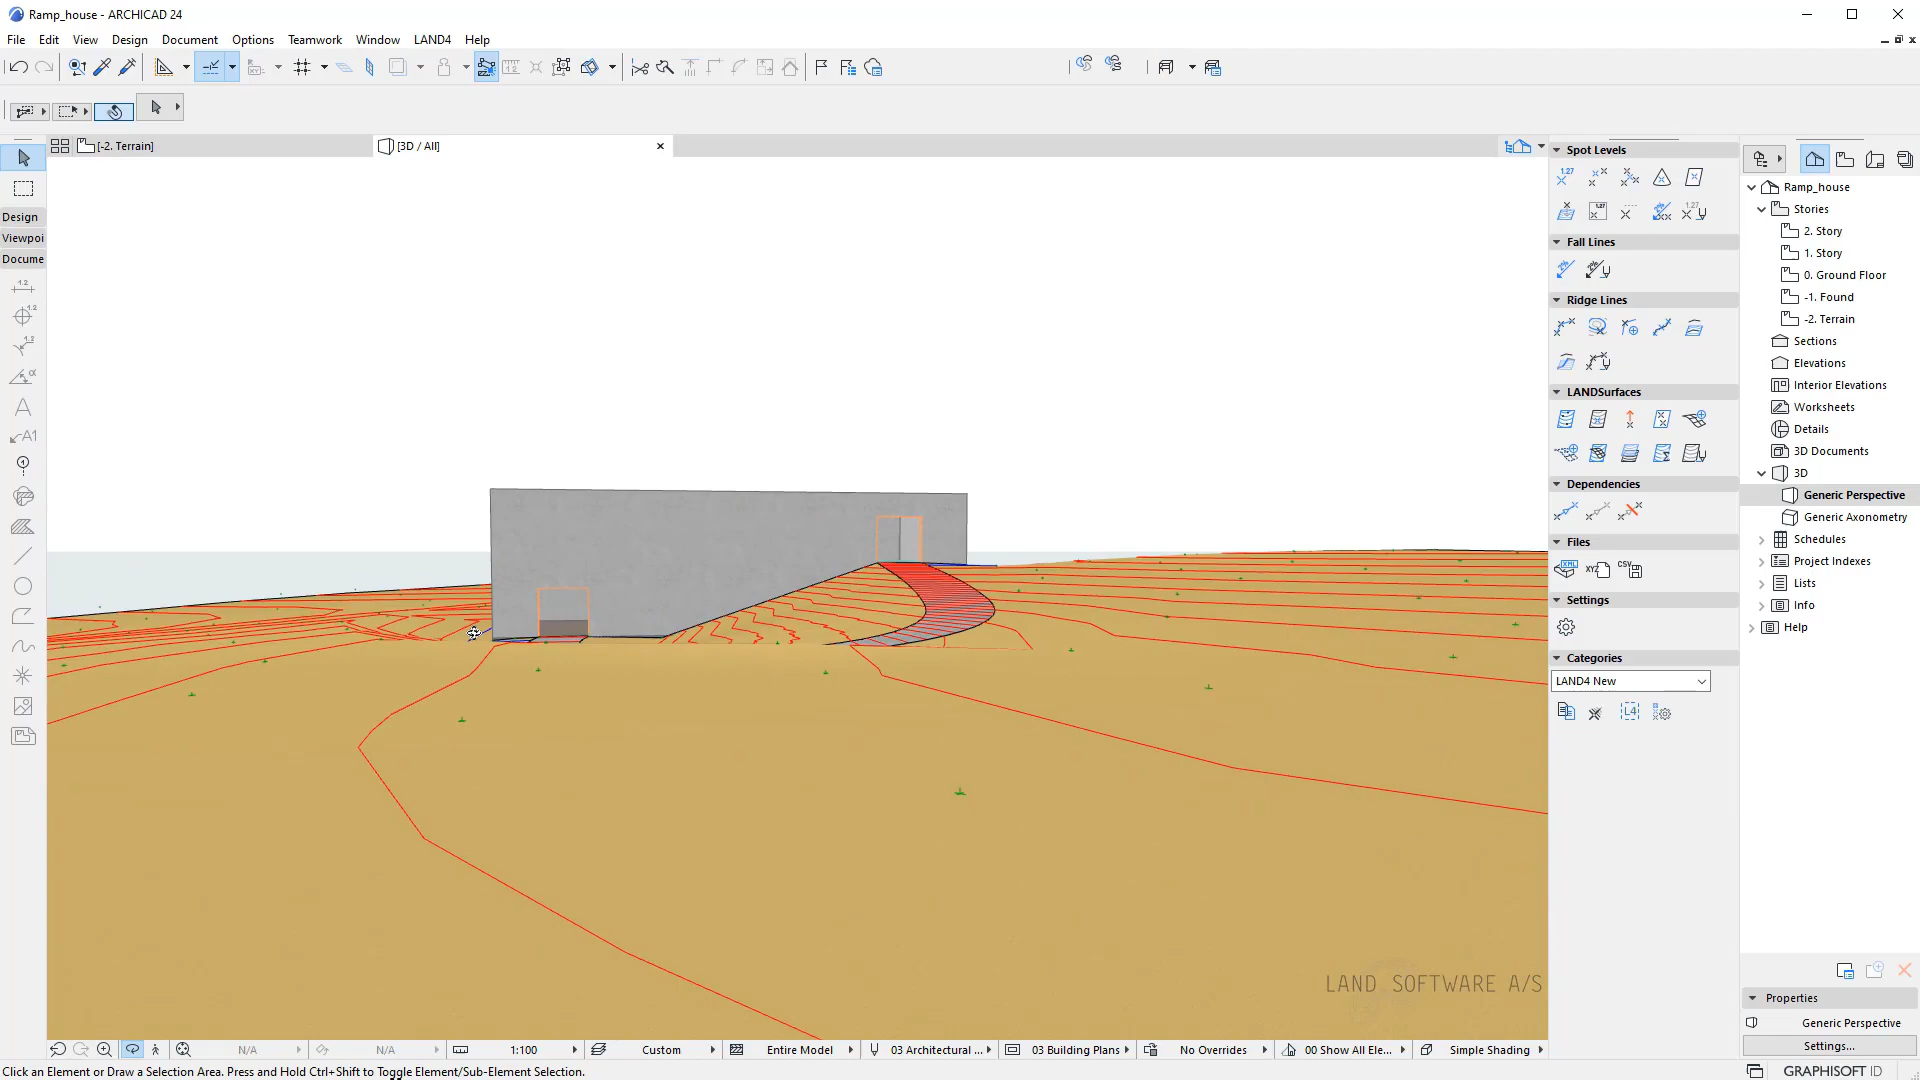 Ramp_house - ARCHICAD 24
File Edit View Design Document Options Teamwork Window LAND4 Help
[-2. Terrain]
[3D / All]
Design
Viewpoi
Docume
A1
Spot Levels
Fall Lines
Ridge Lines
LANDSurfaces
Dependencies
Files
XML XYZ CSV
Settings
Categories
LAND4 New
L4
Ramp_house
Stories
2. Story
1. Story
0. Ground Floor
-1. Found
-2. Terrain
Sections
Elevations
Interior Elevations
Worksheets
Details
3D Documents
3D
Generic Perspective
Generic Axonometry
Schedules
Project Indexes
Lists
Info
Help
LAND SOFTWARE A/S
Properties
Generic Perspective
Settings...
N/A N/A 1:100 Custom Entire Model 03 Architectural ... 03 Building Plans No Overrides 00 Show All Ele... Simple Shading
Click an Element or Draw a Selection Area. Press and Hold Ctrl+Shift to Toggle Element/Sub-Element Selection.
GRAPHISOFT ID